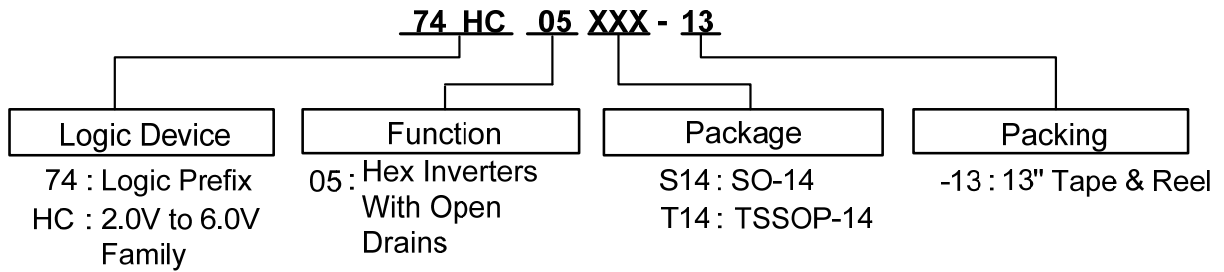 74 HC 05 XXX - 13
Logic Device
74 : Logic Prefix
HC : 2.0V to 6.0V
Family
Function
05 : Hex Inverters
With Open
Drains
Package
S14 : SO-14
T14 : TSSOP-14
Packing
-13 : 13" Tape & Reel